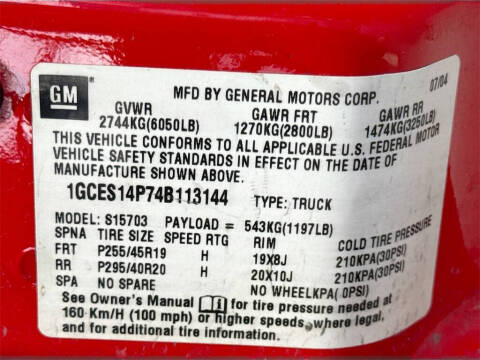 GM
MFD BY GENERAL MOTORS CORP. 07/04
GVWR GAWR FRT GAWR RR
2744KG(6050LB) 1270KG(2800LB) 1474KG(3250LB)
THIS VEHICLE CONFORMS TO ALL APPLICABLE U.S. FEDERAL MOTOR
VEHICLE SAFETY STANDARDS IN EFFECT ON THE DATE OF
MANUFACTURE SHOWN ABOVE.
1GCES14P74B113144 TYPE: TRUCK
MODEL: S15703 PAYLOAD = 543KG(1197LB)
SPNA TIRE SIZE SPEED RTG RIM COLD TIRE PRESSURE
FRT P255/45R19 H 19X8J 210KPA(30PSI)
RR P295/40R20 H 20X10J 210KPA(30PSI)
SPA NO SPARE NO WHEELKPA( 0PSI)
See Owner's Manual i for tire pressure needed at
160 Km/H (100 mph) or higher speeds, where legal,
and for additional tire information.